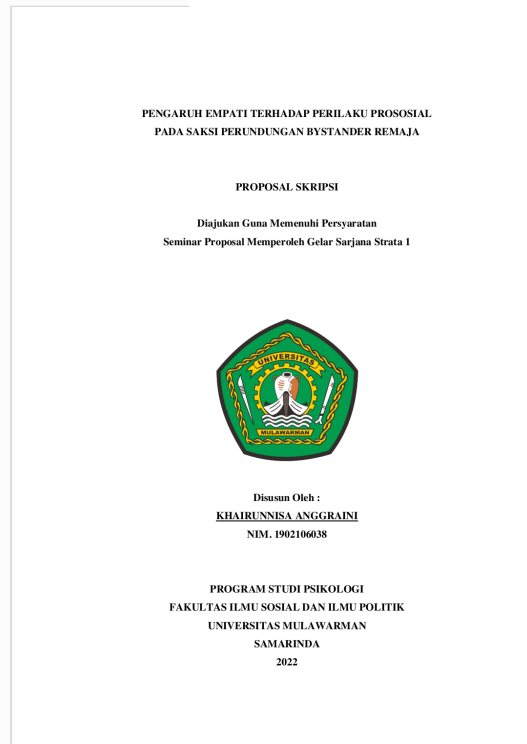 PENGARUH EMPATI TERHADAP PERILAKU PROSOSIAL
PADA SAKSI PERUNDUNGAN BYSTANDER REMAJA
PROPOSAL SKRIPSI
Diajukan Guna Memenuhi Persyaratan
Seminar Proposal Memperoleh Gelar Sarjana Strata 1
UNIVERSITAS
MULAWARMAN
Disusun Oleh :
KHAIRUNNISA ANGGRAINI
NIM. 1902106038
PROGRAM STUDI PSIKOLOGI
FAKULTAS ILMU SOSIAL DAN ILMU POLITIK
UNIVERSITAS MULAWARMAN
SAMARINDA
2022